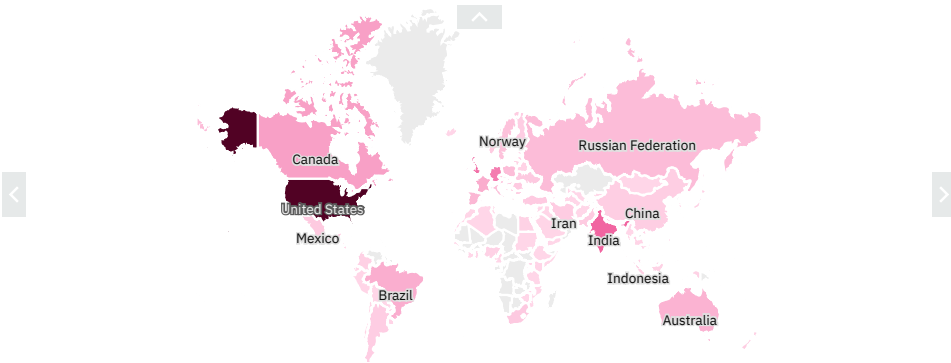 Norway
Russian Federation
Canada
United States
China
Iran
Mexico
India
Indonesia
Brazil
Australia